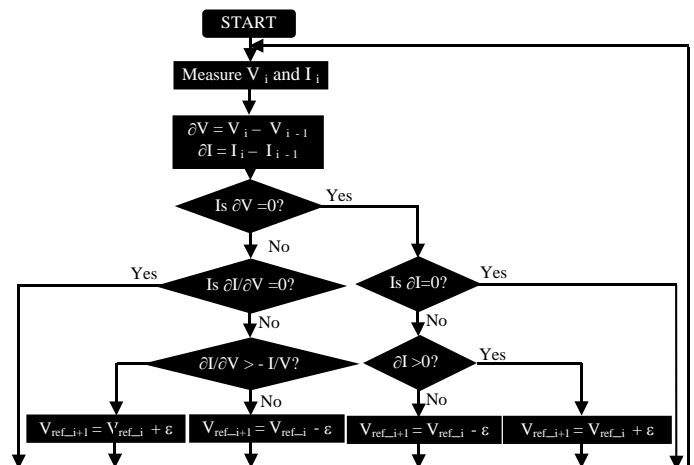 START
Measure V i and I i
∂V = V i – V i - 1
∂I = I i – I i - 1
Is ∂V =0?
Yes
No
Yes
Is ∂I/∂V =0?
Is ∂I=0?
Yes
No
No
∂I/∂V > - I/V?
∂I >0?
Yes
No
No
Vref_i+1 = Vref_i + ε
Vref_i+1 = Vref_i - ε
Vref_i+1 = Vref_i - ε
Vref_i+1 = Vref_i + ε